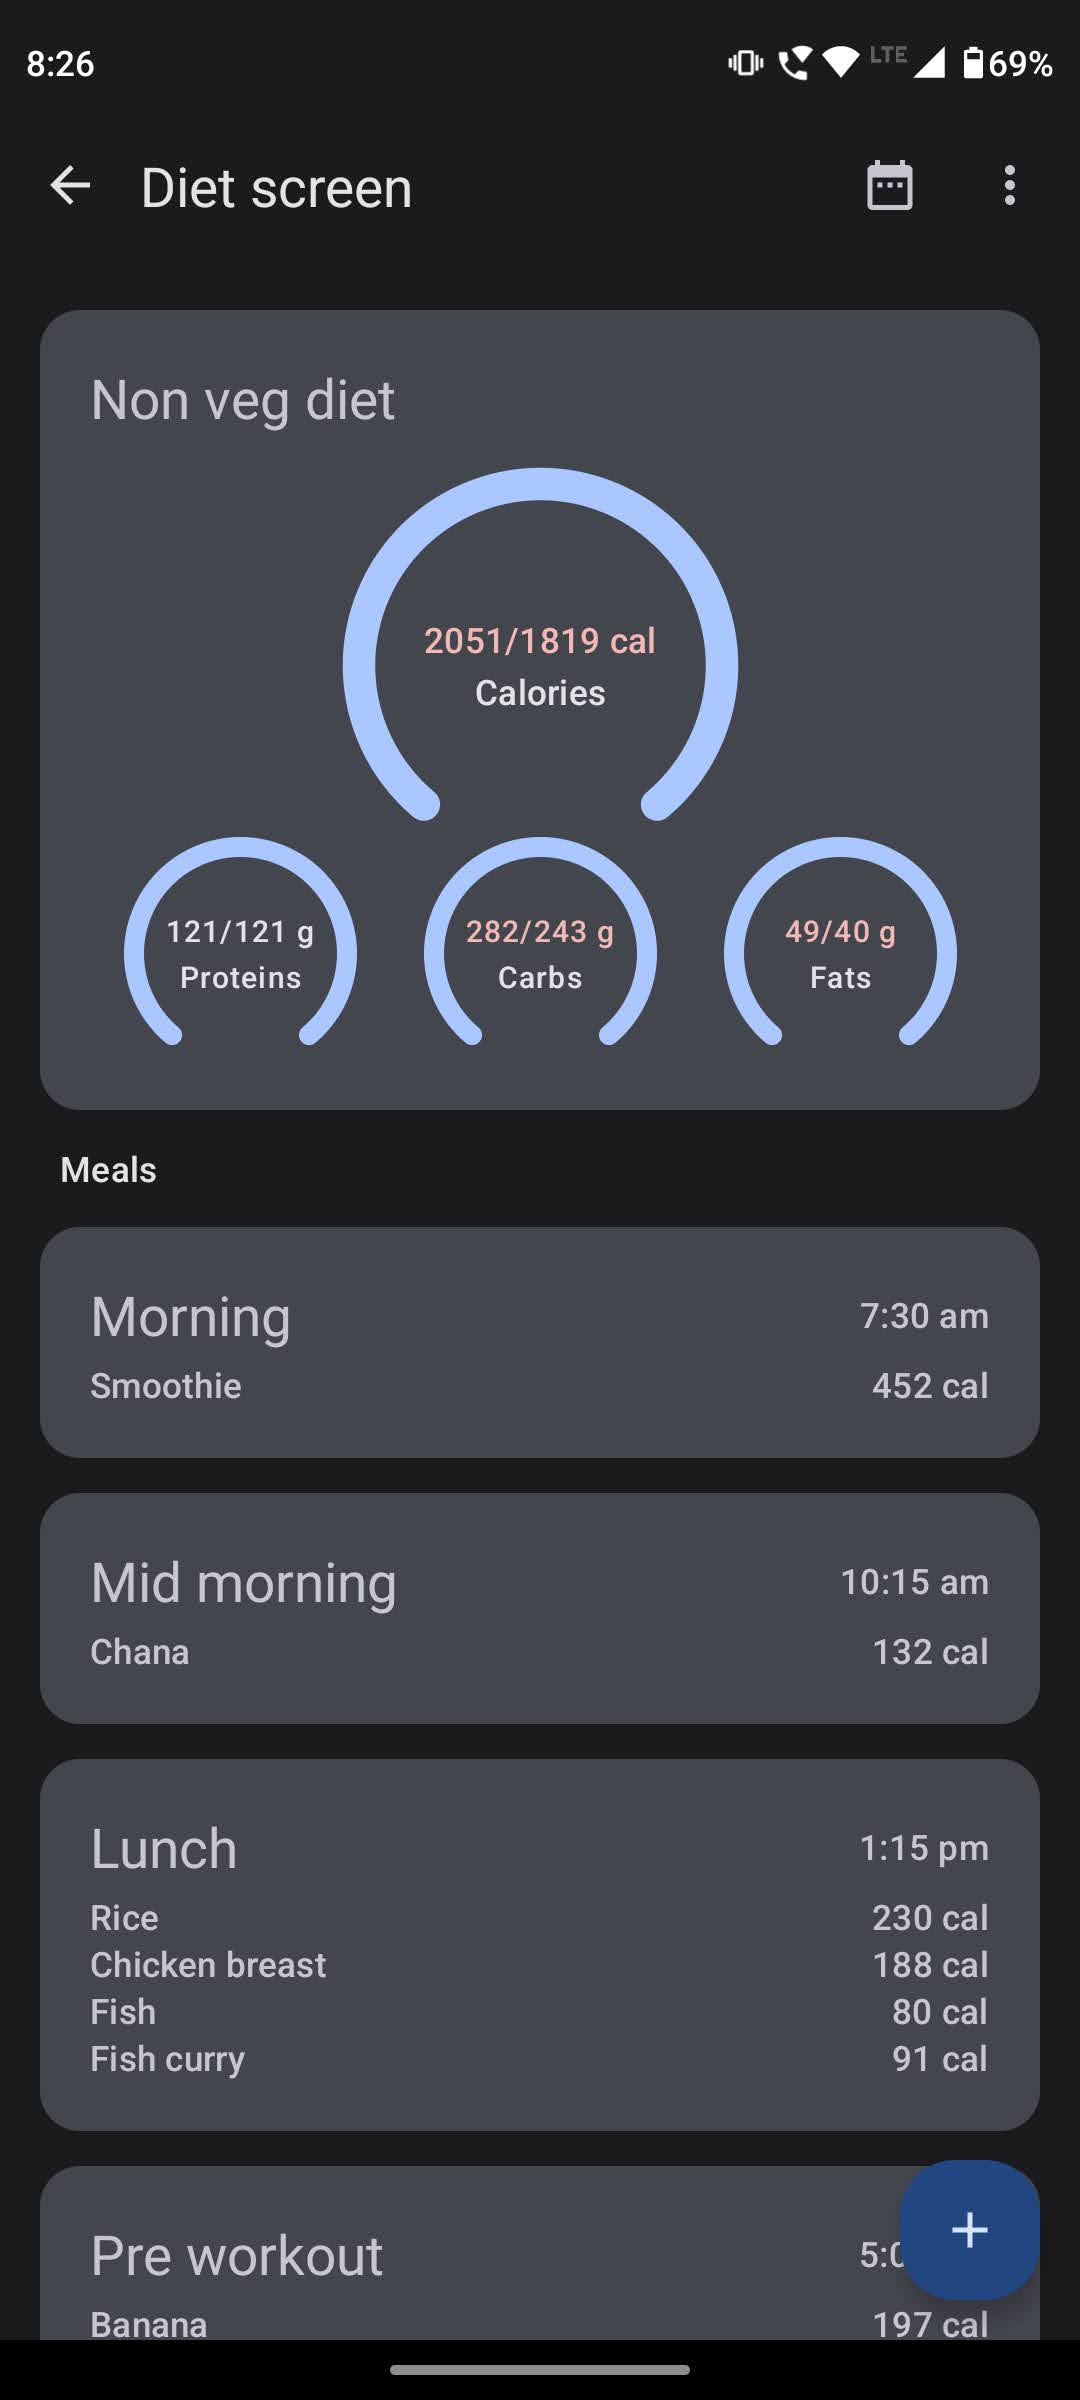 8:26 LTE 69%
Diet screen
Non veg diet
2051/1819 cal
Calories
121/121 g 282/243 g 49/40 g
Proteins Carbs Fats
Meals
Morning 7:30 am
Smoothie 452 cal
Mid morning 10:15 am
Chana 132 cal
Lunch 1:15 pm
Rice 230 cal
Chicken breast 188 cal
Fish 80 cal
Fish curry 91 cal
Pre workout
Banana 197 cal